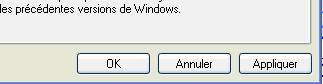 les précédentes versions de Windows.
OK Annuler Appliquer